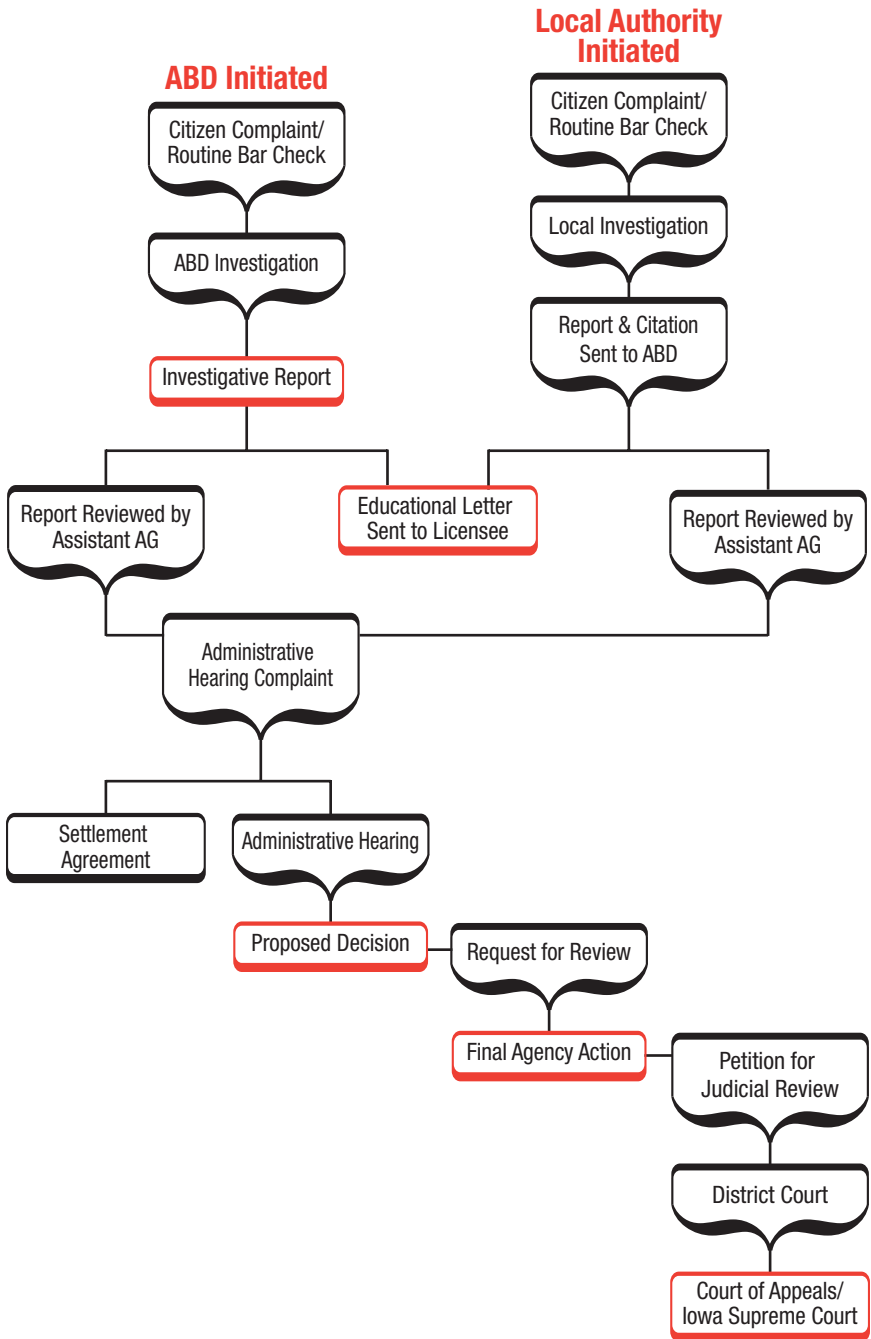 Local Authority
Initiated
ABD Initiated
Citizen Complaint/
Routine Bar Check
Citizen Complaint/
Routine Bar Check
ABD Investigation
Local Investigation
Investigative Report
Report & Citation
Sent to ABD
Report Reviewed by
Assistant AG
Educational Letter
Sent to Licensee
Report Reviewed by
Assistant AG
Administrative
Hearing Complaint
Settlement
Agreement
Administrative Hearing
Proposed Decision
Request for Review
Final Agency Action
Petition for
Judicial Review
District Court
Court of Appeals/
Iowa Supreme Court